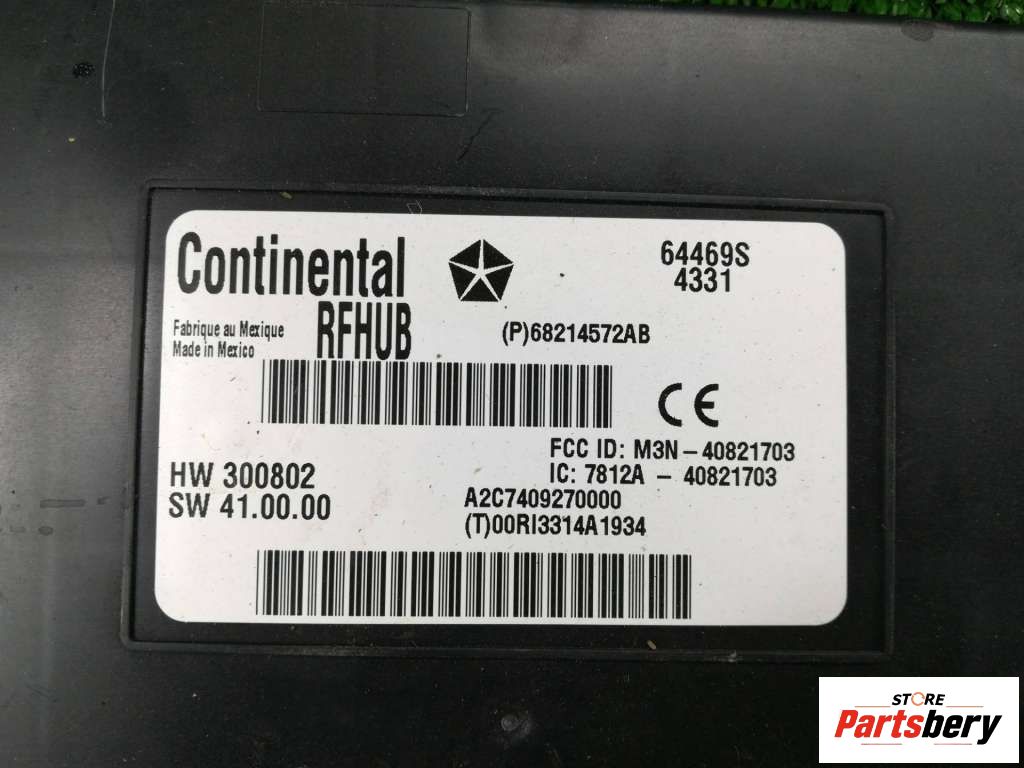 Continental
RFHUB
Fabrique au Mexique
Made in Mexico
64469S
4331
(P)68214572AB
CE
FCC ID: M3N-40821703
IC: 7812A - 40821703
HW 300802
SW 41.00.00
A2C7409270000
(T)00RI3314A1934
STORE
Partsbery